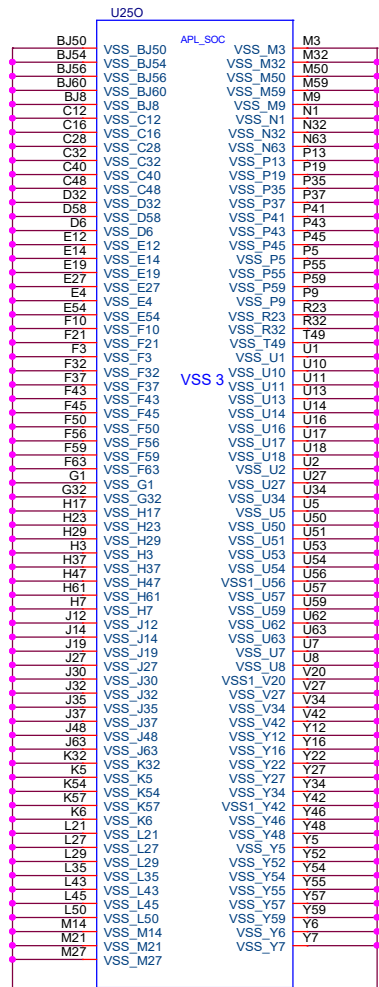 U25O
APL_SOC
BJ50 VSS_BJ50 VSS_M3 M3
BJ54 VSS_BJ54 VSS_M32 M32
BJ56 VSS_BJ56 VSS_M50 M50
BJ60 VSS_BJ60 VSS_M59 M59
BJ8 VSS_BJ8 VSS_M9 M9
C12 VSS_C12 VSS_N1 N1
C16 VSS_C16 VSS_N32 N32
C28 VSS_C28 VSS_N63 N63
C32 VSS_C32 VSS_P13 P13
C40 VSS_C40 VSS_P19 P19
C48 VSS_C48 VSS_P35 P35
D32 VSS_D32 VSS_P37 P37
D58 VSS_D58 VSS_P41 P41
D6 VSS_D6 VSS_P43 P43
E12 VSS_E12 VSS_P45 P45
E14 VSS_E14 VSS_P5 P5
E19 VSS_E19 VSS_P55 P55
E27 VSS_E27 VSS_P59 P59
E4 VSS_E4 VSS_P9 P9
E54 VSS_E54 VSS_R23 R23
F10 VSS_F10 VSS_R32 R32
F21 VSS_F21 VSS_T49 T49
F3 VSS_F3 VSS_U1 U1
F32 VSS_F32 VSS_U10 U10
VSS 3
F37 VSS_F37 VSS_U11 U11
F43 VSS_F43 VSS_U13 U13
F45 VSS_F45 VSS_U14 U14
F50 VSS_F50 VSS_U16 U16
F56 VSS_F56 VSS_U17 U17
F59 VSS_F59 VSS_U18 U18
F63 VSS_F63 VSS_U2 U2
G1 VSS_G1 VSS_U27 U27
G32 VSS_G32 VSS_U34 U34
H17 VSS_H17 VSS_U5 U5
H23 VSS_H23 VSS_U50 U50
H29 VSS_H29 VSS_U51 U51
H3 VSS_H3 VSS_U53 U53
H37 VSS_H37 VSS_U54 U54
H47 VSS_H47 VSS1_U56 U56
H61 VSS_H61 VSS_U57 U57
H7 VSS_H7 VSS_U59 U59
J12 VSS_J12 VSS_U62 U62
J14 VSS_J14 VSS_U63 U63
J19 VSS_J19 VSS_U7 U7
J27 VSS_J27 VSS_U8 U8
J30 VSS_J30 VSS1_V20 V20
J32 VSS_J32 VSS_V27 V27
J35 VSS_J35 VSS_V34 V34
J37 VSS_J37 VSS_V42 V42
J48 VSS_J48 VSS_Y12 Y12
J63 VSS_J63 VSS_Y16 Y16
K32 VSS_K32 VSS_Y22 Y22
K5 VSS_K5 VSS_Y27 Y27
K54 VSS_K54 VSS_Y34 Y34
K57 VSS_K57 VSS1_Y42 Y42
K6 VSS_K6 VSS_Y46 Y46
L21 VSS_L21 VSS_Y48 Y48
L27 VSS_L27 VSS_Y5 Y5
L29 VSS_L29 VSS_Y52 Y52
L35 VSS_L35 VSS_Y54 Y54
L43 VSS_L43 VSS_Y55 Y55
L45 VSS_L45 VSS_Y57 Y57
L50 VSS_L50 VSS_Y59 Y59
M14 VSS_M14 VSS_Y6 Y6
M21 VSS_M21 VSS_Y7 Y7
M27 VSS_M27